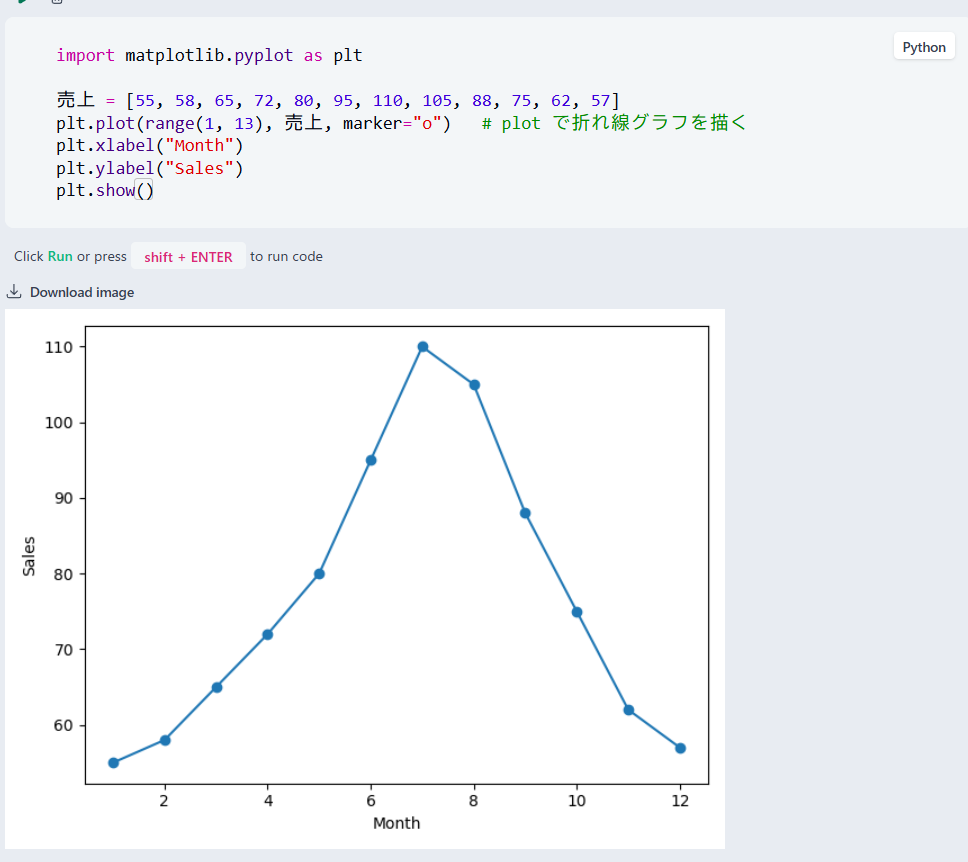 import matplotlib.pyplot as plt
Python
売上 = [55, 58, 65, 72, 80, 95, 110, 105, 88, 75, 62, 57]
plt.plot(range(1, 13), 売上, marker="o")   # plot で折れ線グラフを描く
plt.xlabel("Month")
plt.ylabel("Sales")
plt.show()
Click Run or press shift + ENTER to run code
Download image
110
100
90
80
70
60
Sales
2 4 6 8 10 12
Month